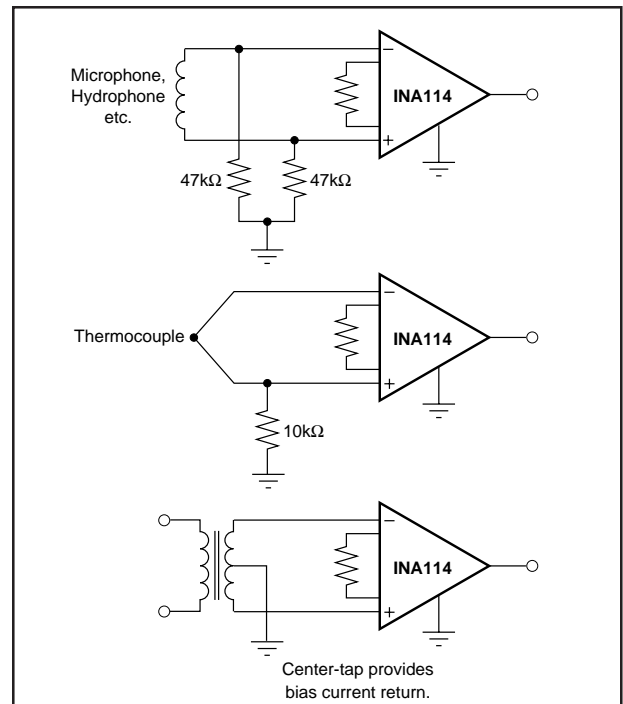 Microphone,
Hydrophone
etc.
−
INA114
+
47kΩ
47kΩ
Thermocouple
−
INA114
+
10kΩ
−
INA114
+
Center-tap provides
bias current return.